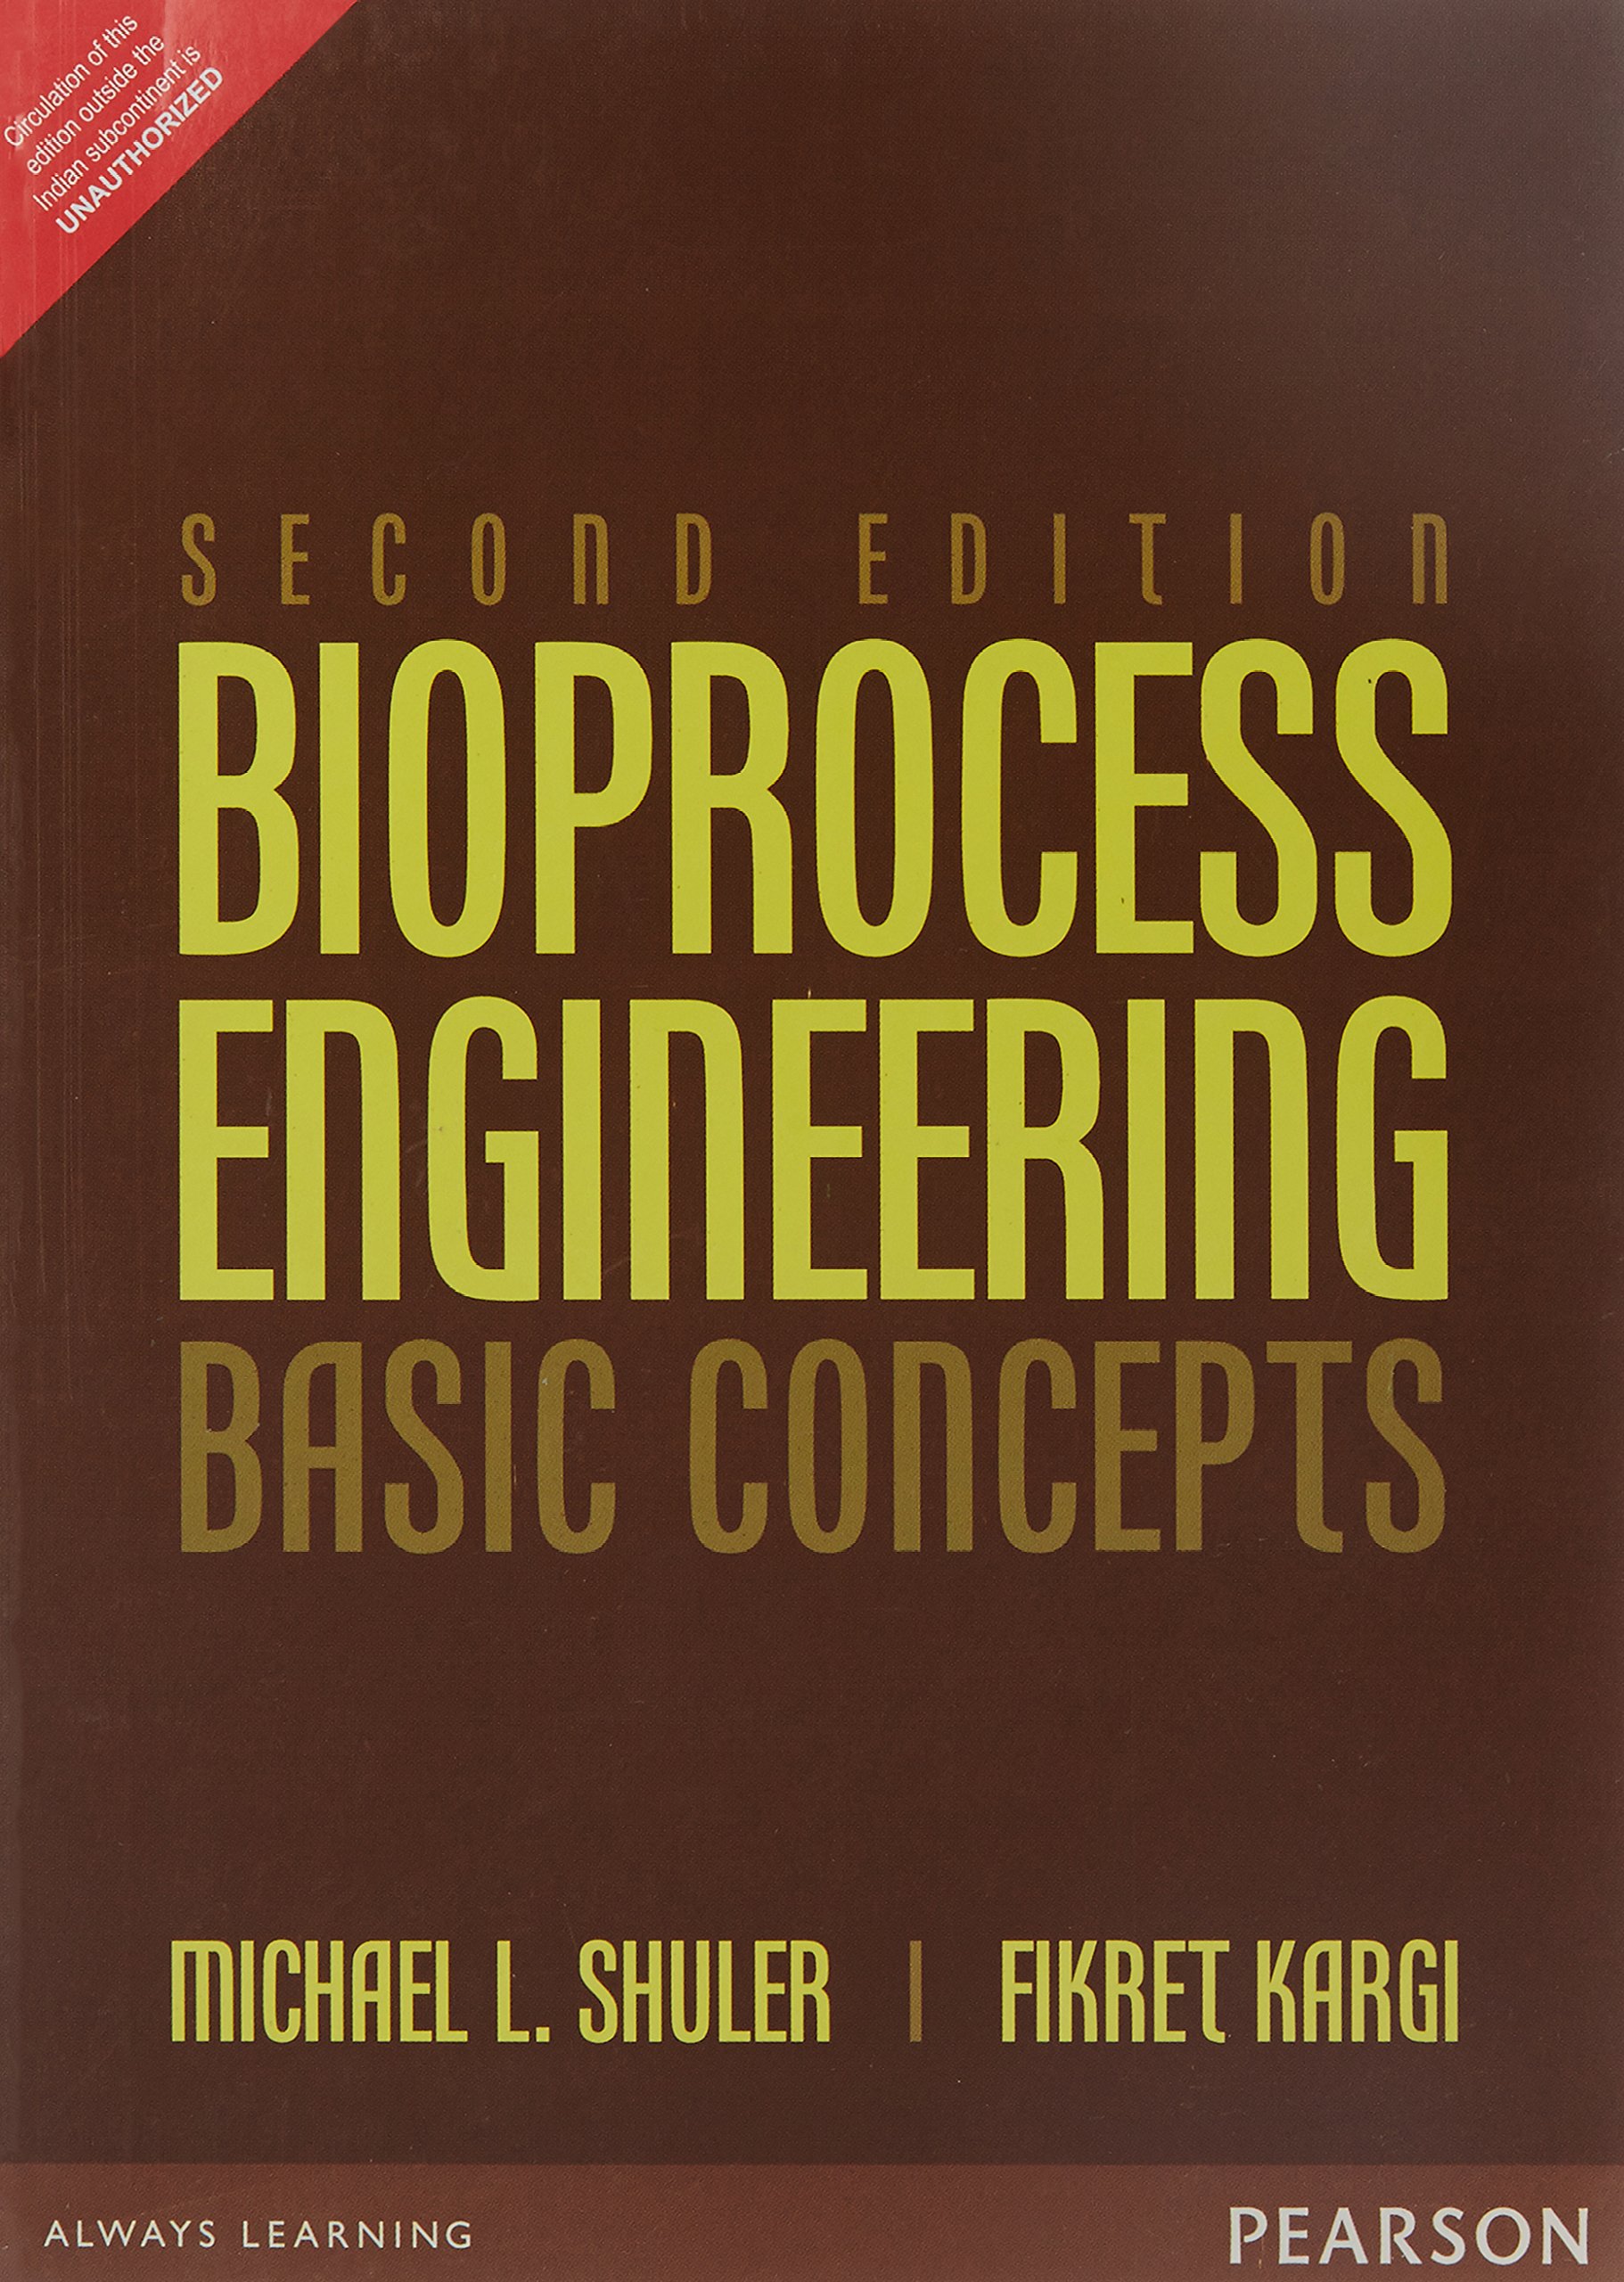 Circulation of this
edition outside the
Indian subcontinent is
UNAUTHORIZED
SECOND EDITION
BIOPROCESS
ENGINEERING
BASIC CONCEPTS
MICHAEL L. SHULER | FIKRET KARGI
ALWAYS LEARNING
PEARSON